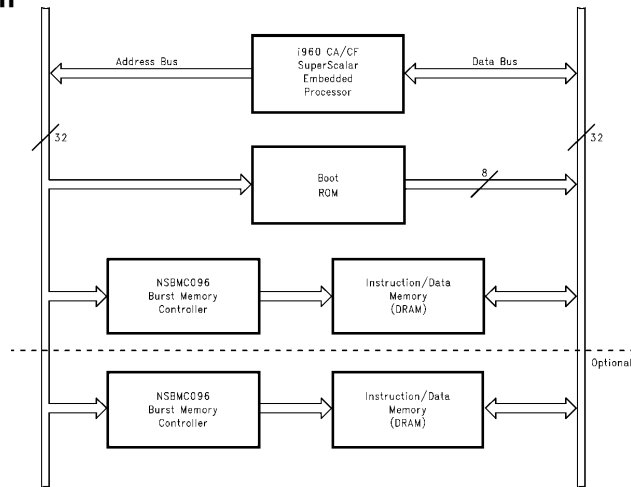 Address Bus
i960 CA/CF
SuperScalar
Embedded
Processor
Data Bus
32
32
Boot
ROM
8
NSBMC096
Burst Memory
Controller
Instruction/Data
Memory
(DRAM)
Optional
NSBMC096
Burst Memory
Controller
Instruction/Data
Memory
(DRAM)